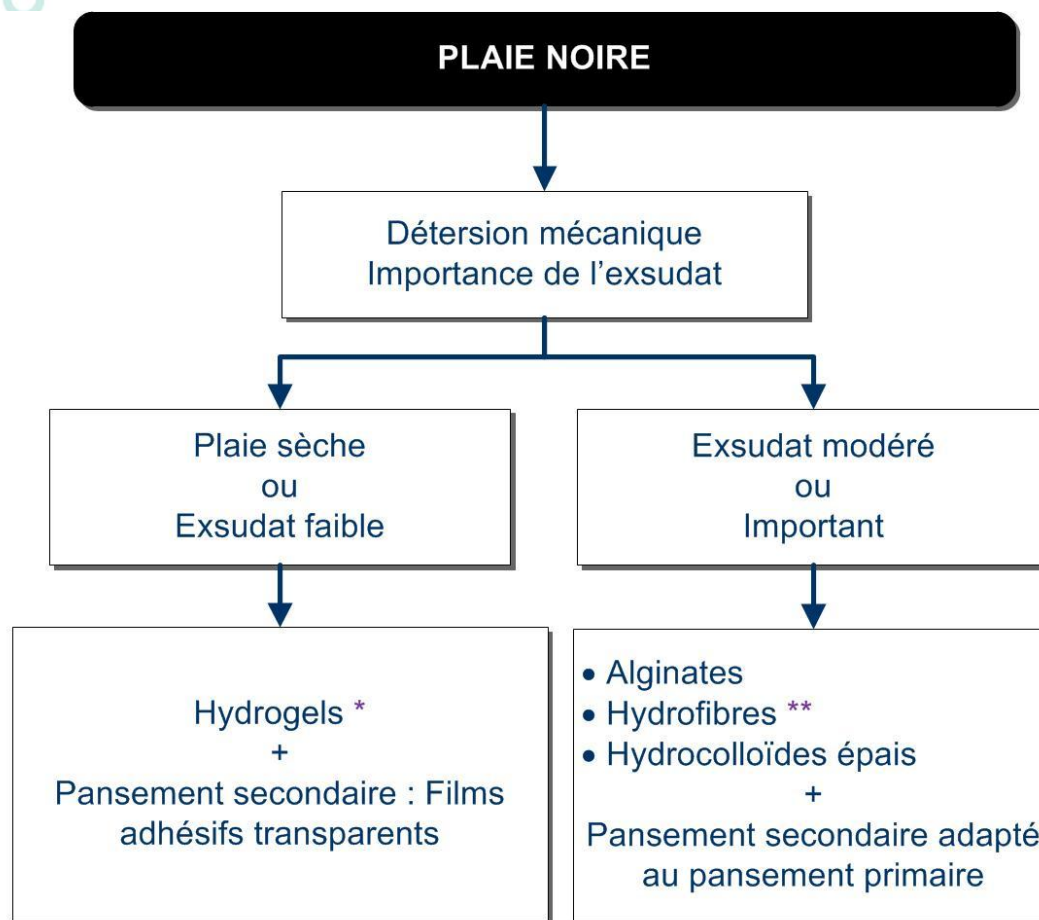 PLAIE NOIRE
Détersion mécanique
Importance de l’exsudat
Plaie sèche
ou
Exsudat faible
Exsudat modéré
ou
Important
Hydrogels *
+
Pansement secondaire : Films
adhésifs transparents
• Alginates
• Hydrofibres **
• Hydrocolloïdes épais
+
Pansement secondaire adapté
au pansement primaire